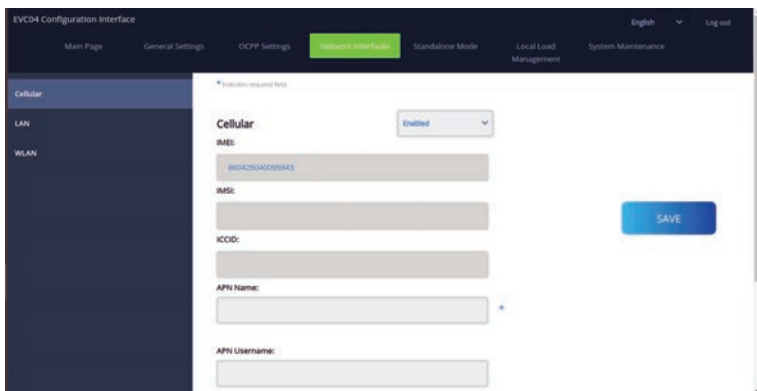 EVC04 Configuration Interface
English
Log out
Main Page
General Settings
OCPP Settings
Network Interfaces
Standalone Mode
Local Load
Management
System Maintenance
Cellular
LAN
WLAN
* Indicates required field.
Cellular
Enabled
IMEI:
860425040095943
IMSI:
SAVE
ICCID:
APN Name:
*
APN Username: